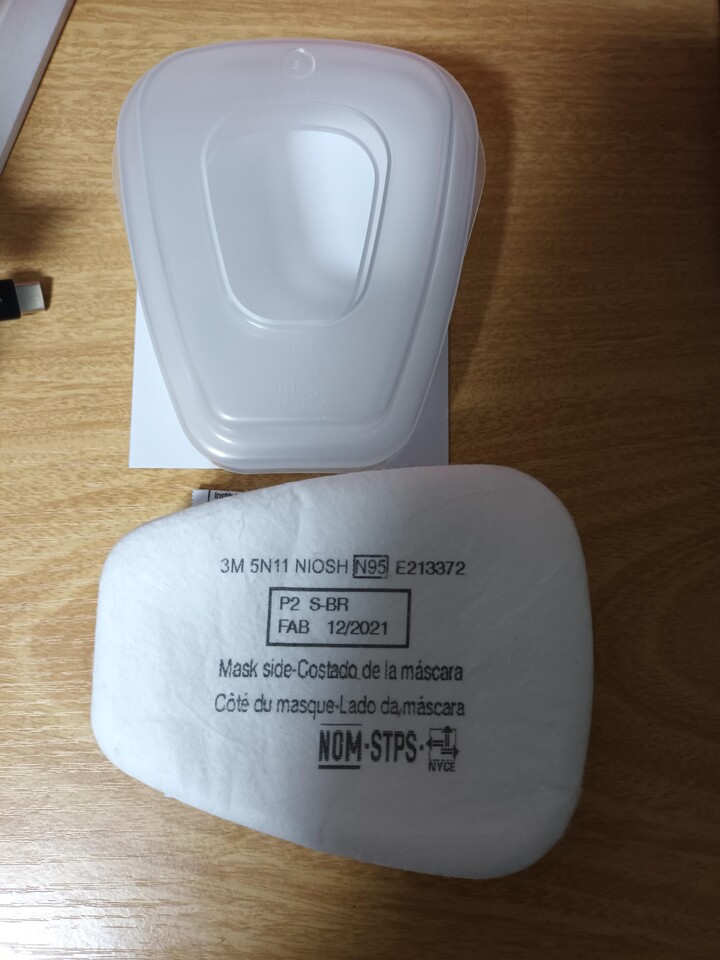 3M 5N11 NIOSH N95 E213372
P2 S-BR
FAB 12/2021
Mask side-Costado de la máscara
Côté du masque-Lado da máscara
NOM-STPS-
NYCE